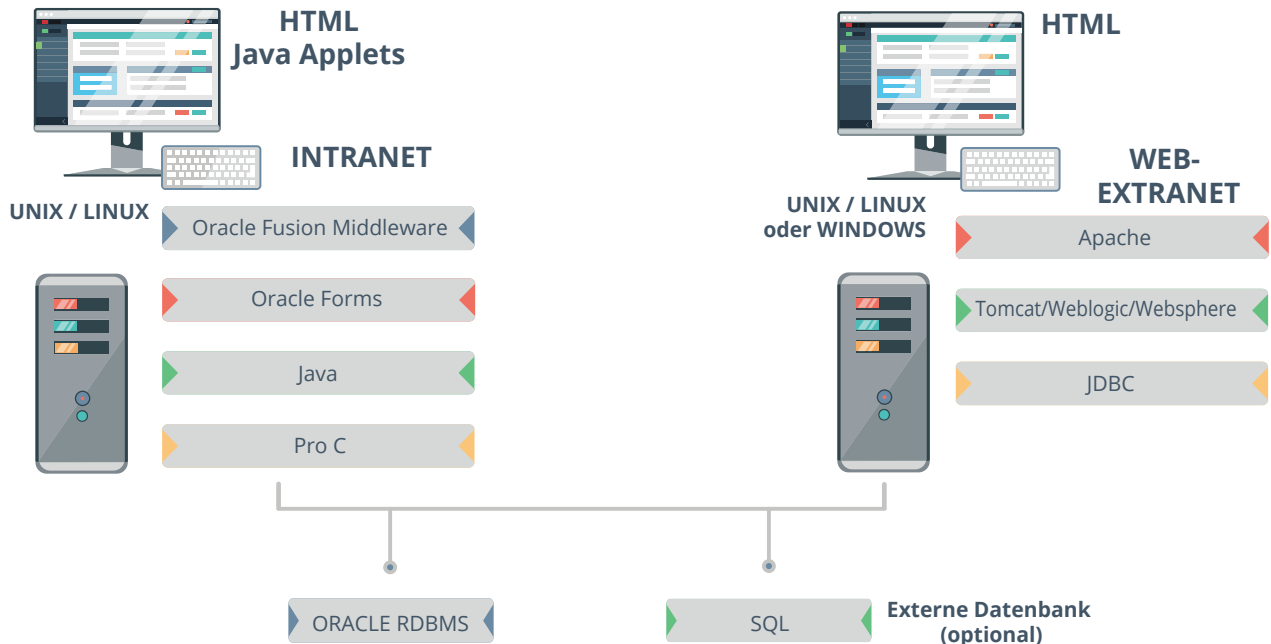 HTML
Java Applets
INTRANET
UNIX / LINUX
Oracle Fusion Middleware
Oracle Forms
Java
Pro C
HTML
WEB-
EXTRANET
UNIX / LINUX
oder WINDOWS
Apache
Tomcat/Weblogic/Websphere
JDBC
ORACLE RDBMS
SQL
Externe Datenbank
(optional)